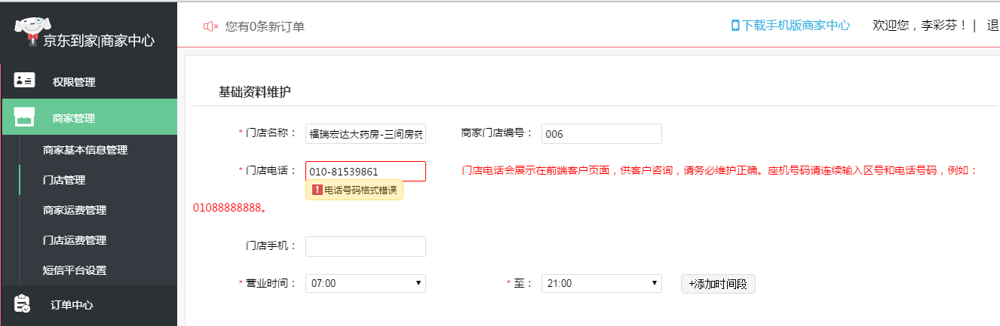 您有0条新订单
下载手机版商家中心 欢迎您，李彩芬！| 退
京东到家|商家中心
权限管理
商家管理
商家基本信息管理
门店管理
商家运费管理
门店运费管理
短信平台设置
订单中心
基础资料维护
* 门店名称： 福瑞宏达大药房-三间房药 商家门店编号： 006
* 门店电话： 010-81539861 门店电话会展示在前端客户页面，供客户咨询，请务必维护正确。座机号码请连续输入区号和电话号码，例如：
电话号码格式错误
01088888888。
门店手机：
* 营业时间： 07:00 * 至： 21:00 +添加时间段